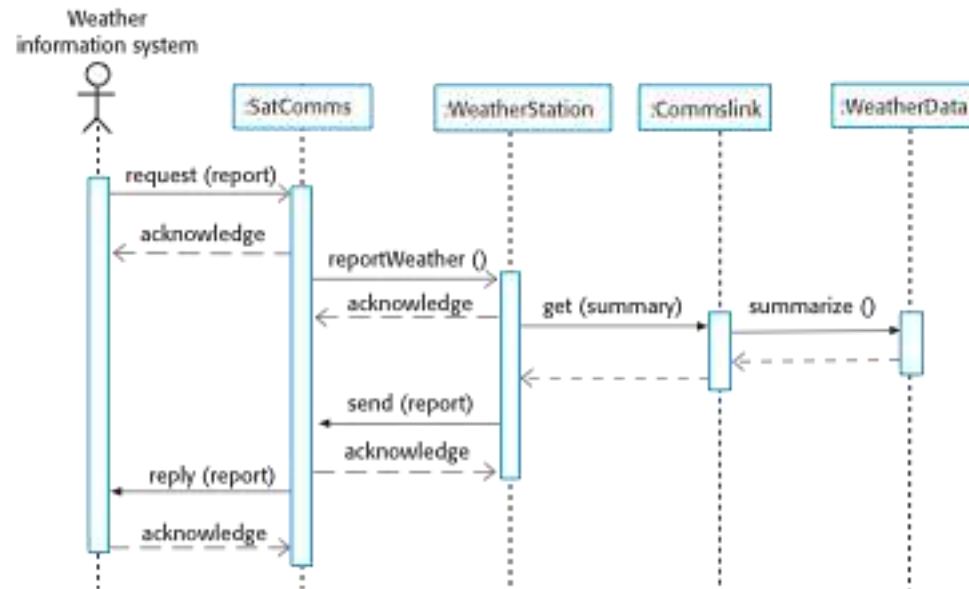 Weather
information system
:SatComms
:WeatherStation
:Commslink
:WeatherData
request (report)
acknowledge
reportWeather ()
acknowledge
get (summary)
summarize ()
send (report)
acknowledge
reply (report)
acknowledge